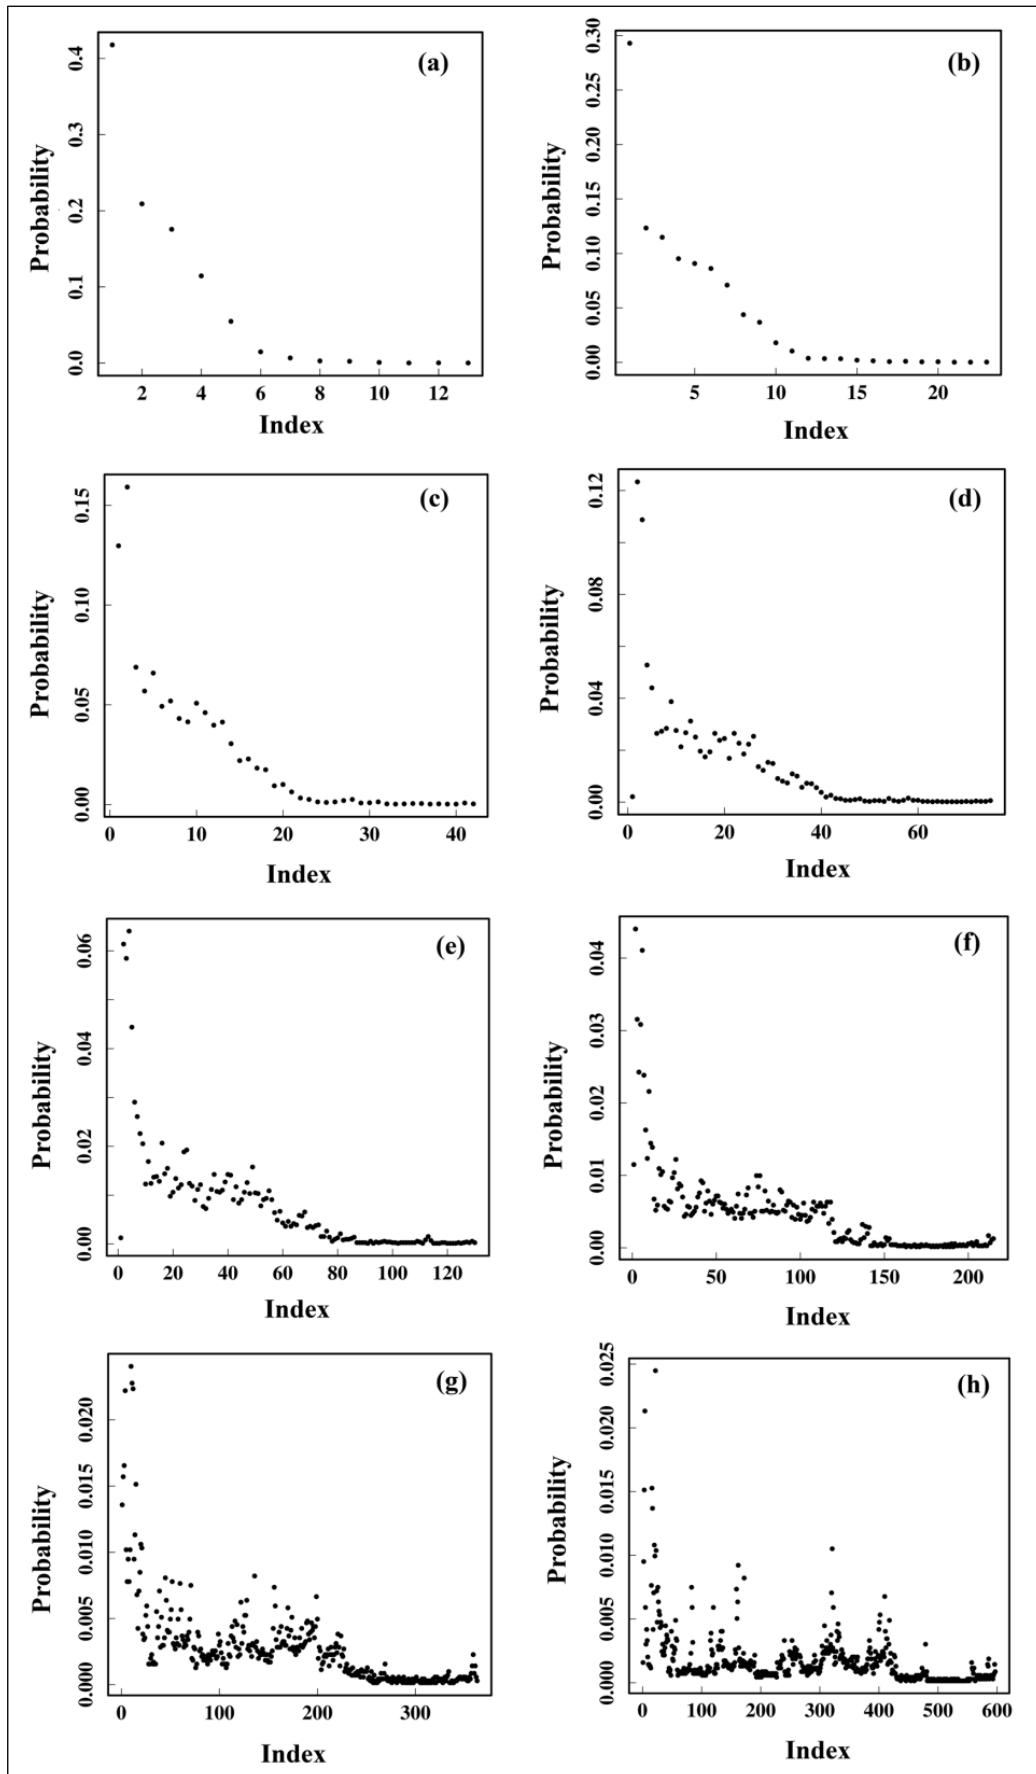 (a)
Probability
0.4
0.3
0.2
0.1
0.0
2 4 6 8 10 12
Index
(b)
Probability
0.30
0.25
0.20
0.15
0.10
0.05
0.00
5 10 15 20
Index
(c)
Probability
0.15
0.10
0.05
0.00
0 10 20 30 40
Index
(d)
Probability
0.12
0.08
0.04
0.00
0 20 40 60
Index
(e)
Probability
0.06
0.04
0.02
0.00
0 20 40 60 80 100 120
Index
(f)
Probability
0.04
0.03
0.02
0.01
0.00
0 50 100 150 200
Index
(g)
Probability
0.020
0.015
0.010
0.005
0.000
0 100 200 300
Index
(h)
Probability
0.025
0.020
0.015
0.010
0.005
0.000
0 100 200 300 400 500 600
Index